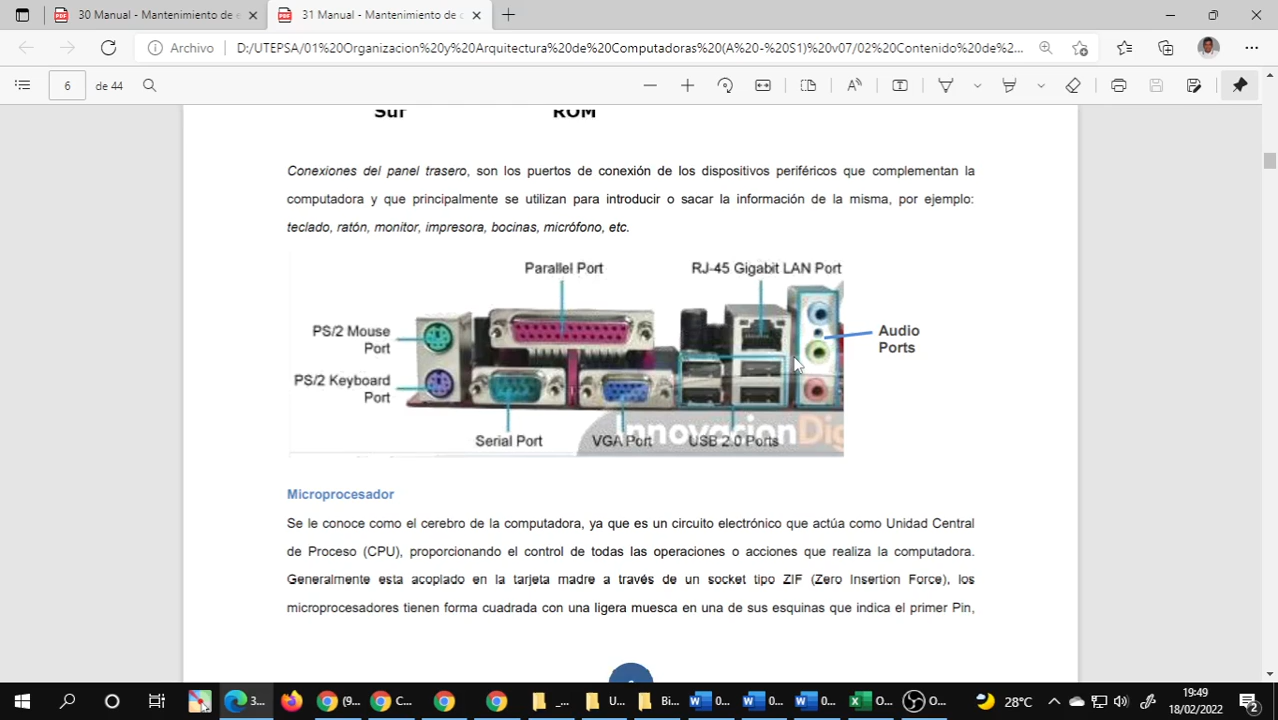 30 Manual - Mantenimiento de e
31 Manual - Mantenimiento de c
Archivo
D:/UTEPSA/01%20Organizacion%20y%20Arquitectura%20de%20Computadoras%20(A%20-%20S1)%20v07/02%20Contenido%20de%2...
6 de 44
Sur ROM
Conexiones del panel trasero, son los puertos de conexión de los dispositivos periféricos que complementan la
computadora y que principalmente se utilizan para introducir o sacar la información de la misma, por ejemplo:
teclado, ratón, monitor, impresora, bocinas, micrófono, etc.
Parallel Port
RJ-45 Gigabit LAN Port
PS/2 Mouse
Port
Audio
Ports
PS/2 Keyboard
Port
Serial Port
VGA Port
USB 2.0 Ports
InnovacionDig
Microprocesador
Se le conoce como el cerebro de la computadora, ya que es un circuito electrónico que actúa como Unidad Central
de Proceso (CPU), proporcionando el control de todas las operaciones o acciones que realiza la computadora.
Generalmente esta acoplado en la tarjeta madre a través de un socket tipo ZIF (Zero Insertion Force), los
microprocesadores tienen forma cuadrada con una ligera muesca en una de sus esquinas que indica el primer Pin,
3...
(9...
C...
_...
U...
Bi...
0...
0...
0...
O...
O...
28°C
19:49
18/02/2022
2